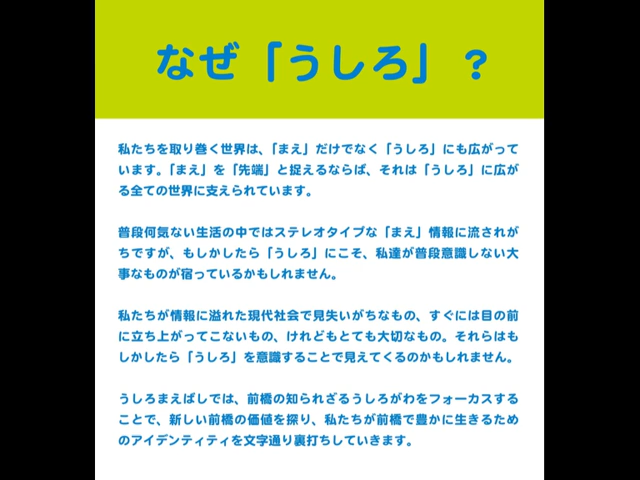 なぜ「うしろ」？
私たちを取り巻く世界は、「まえ」だけでなく「うしろ」にも広がって
います。「まえ」を「先端」と捉えるならば、それは「うしろ」に広が
る全ての世界に支えられています。
普段何気ない生活の中ではステレオタイプな「まえ」情報に流されが
ちですが、もしかしたら「うしろ」にこそ、私達が普段意識しない大
事なものが宿っているかもしれません。
私たちが情報に溢れた現代社会で見失いがちなもの、すぐには目の前
に立ち上がってこないもの、けれどもとても大切なもの。それらはも
しかしたら「うしろ」を意識することで見えてくるのかもしれません。
うしろまえばしでは、前橋の知られざるうしろがわをフォーカスする
ことで、新しい前橋の価値を探り、私たちが前橋で豊かに生きるため
のアイデンティティを文字通り裏打ちしていきます。